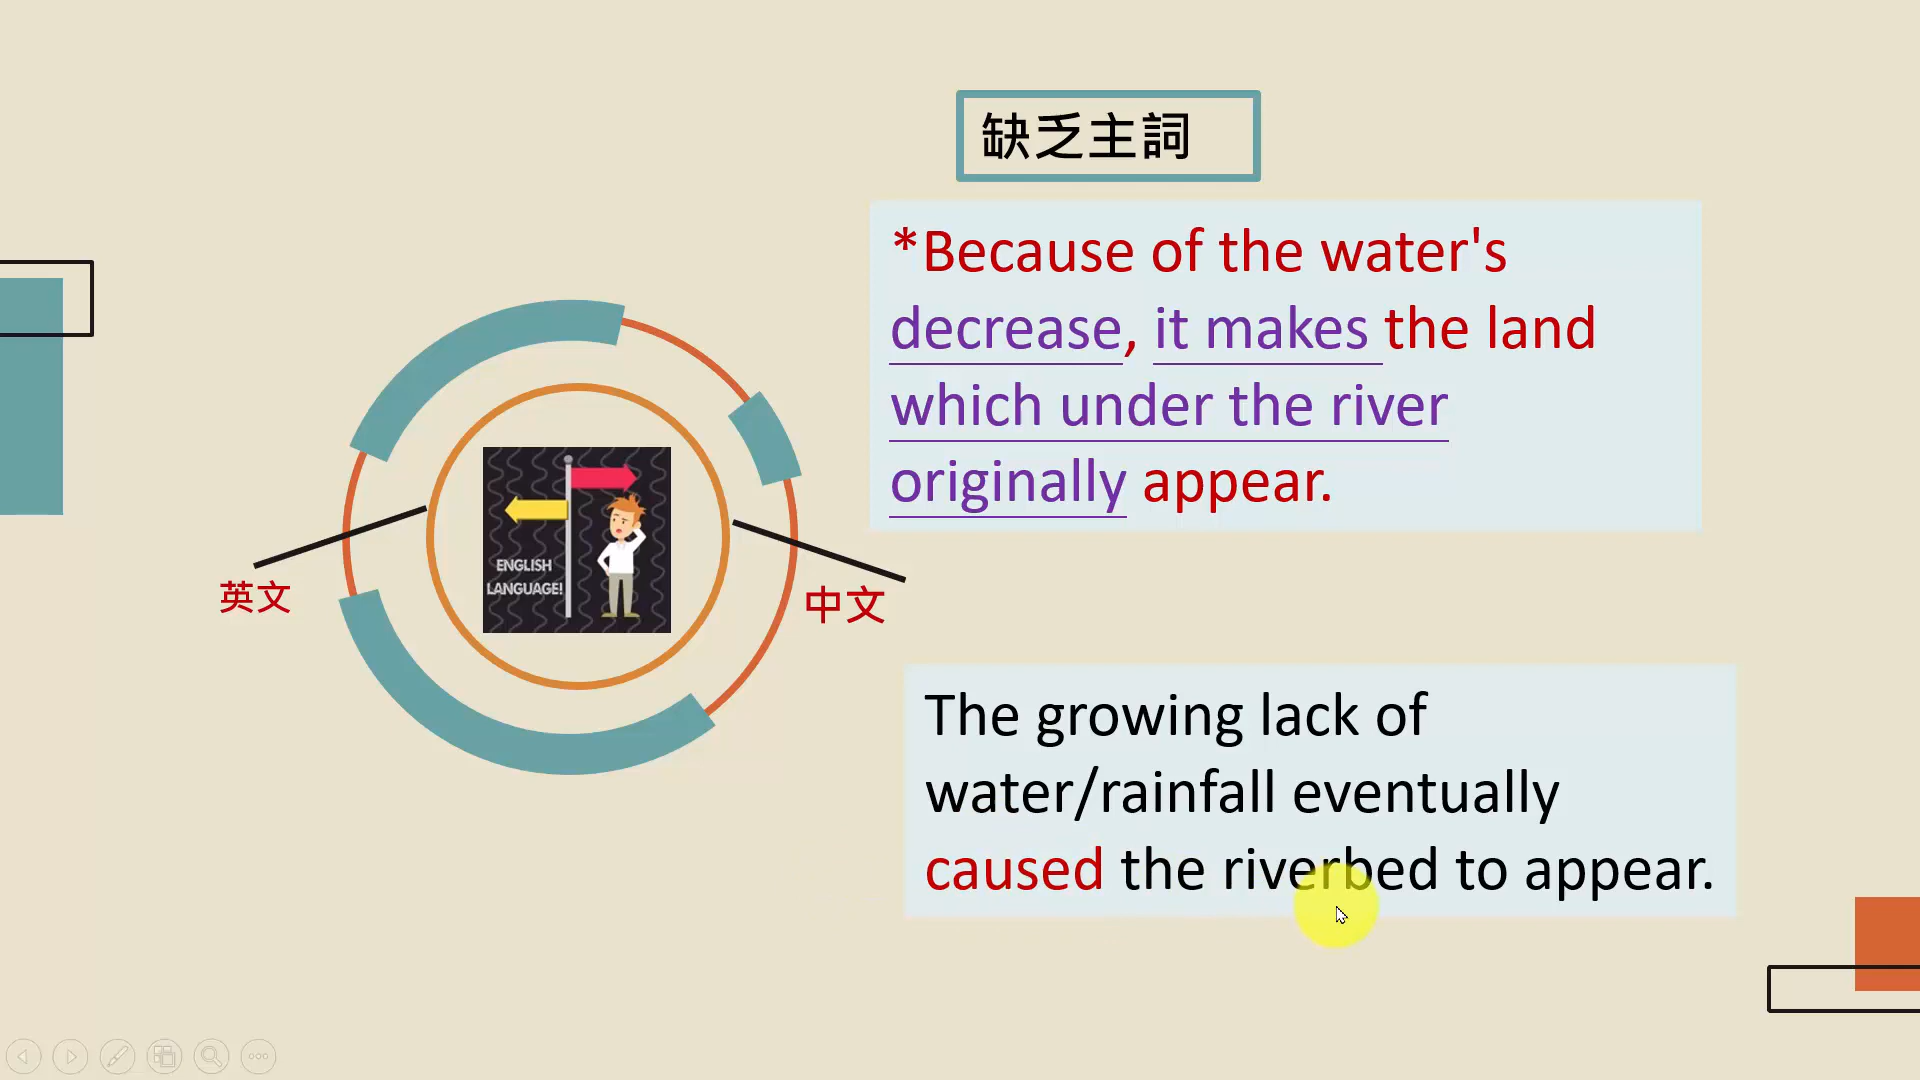 缺乏主詞
*Because of the water's
decrease, it makes the land
which under the river
originally appear.
ENGLISH
LANGUAGE!
英文
中文
The growing lack of
water/rainfall eventually
caused the riverbed to appear.